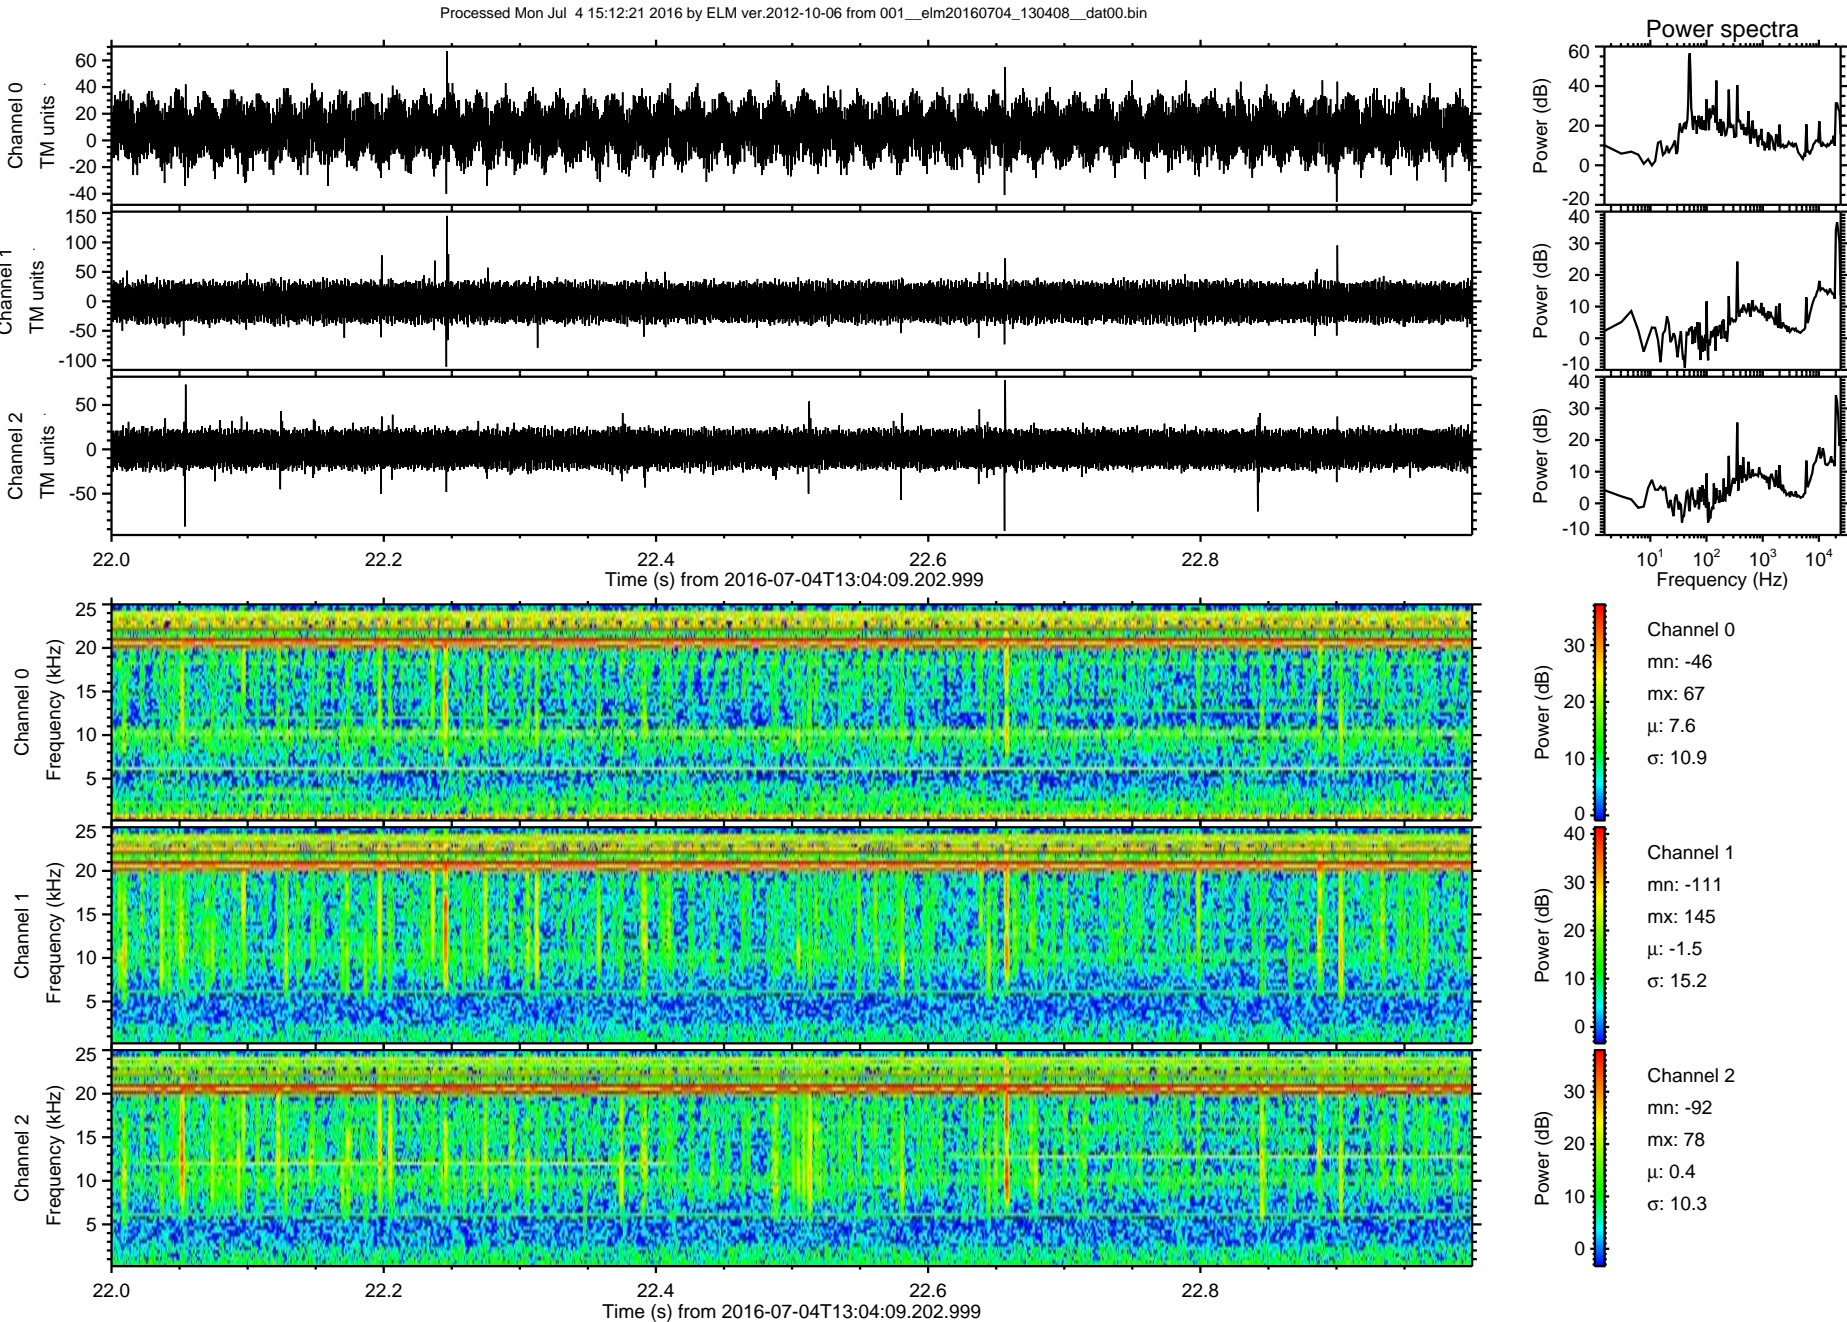 Processed Mon Jul  4 15:12:21 2016 by ELM ver.2012-10-06 from 001__elm20160704_130408__dat00.bin
Power spectra
Channel 0
TM units
60
40
20
0
-20
-40
Power (dB)
60
40
20
0
-20
Channel 1
TM units
150
100
50
0
-50
-100
Power (dB)
40
30
20
10
0
-10
Channel 2
TM units
50
0
-50
Power (dB)
40
30
20
10
0
-10
22.0 22.2 22.4 22.6 22.8
Time (s) from 2016-07-04T13:04:09.202.999
10¹ 10² 10³ 10⁴
Frequency (Hz)
Channel 0
Frequency (kHz)
25
20
15
10
5
Power (dB)
30
20
10
0
Channel 0
mn: -46
mx: 67
μ: 7.6
σ: 10.9
Channel 1
Frequency (kHz)
25
20
15
10
5
Power (dB)
40
30
20
10
0
Channel 1
mn: -111
mx: 145
μ: -1.5
σ: 15.2
Channel 2
Frequency (kHz)
25
20
15
10
5
Power (dB)
30
20
10
0
Channel 2
mn: -92
mx: 78
μ: 0.4
σ: 10.3
22.0 22.2 22.4 22.6 22.8
Time (s) from 2016-07-04T13:04:09.202.999